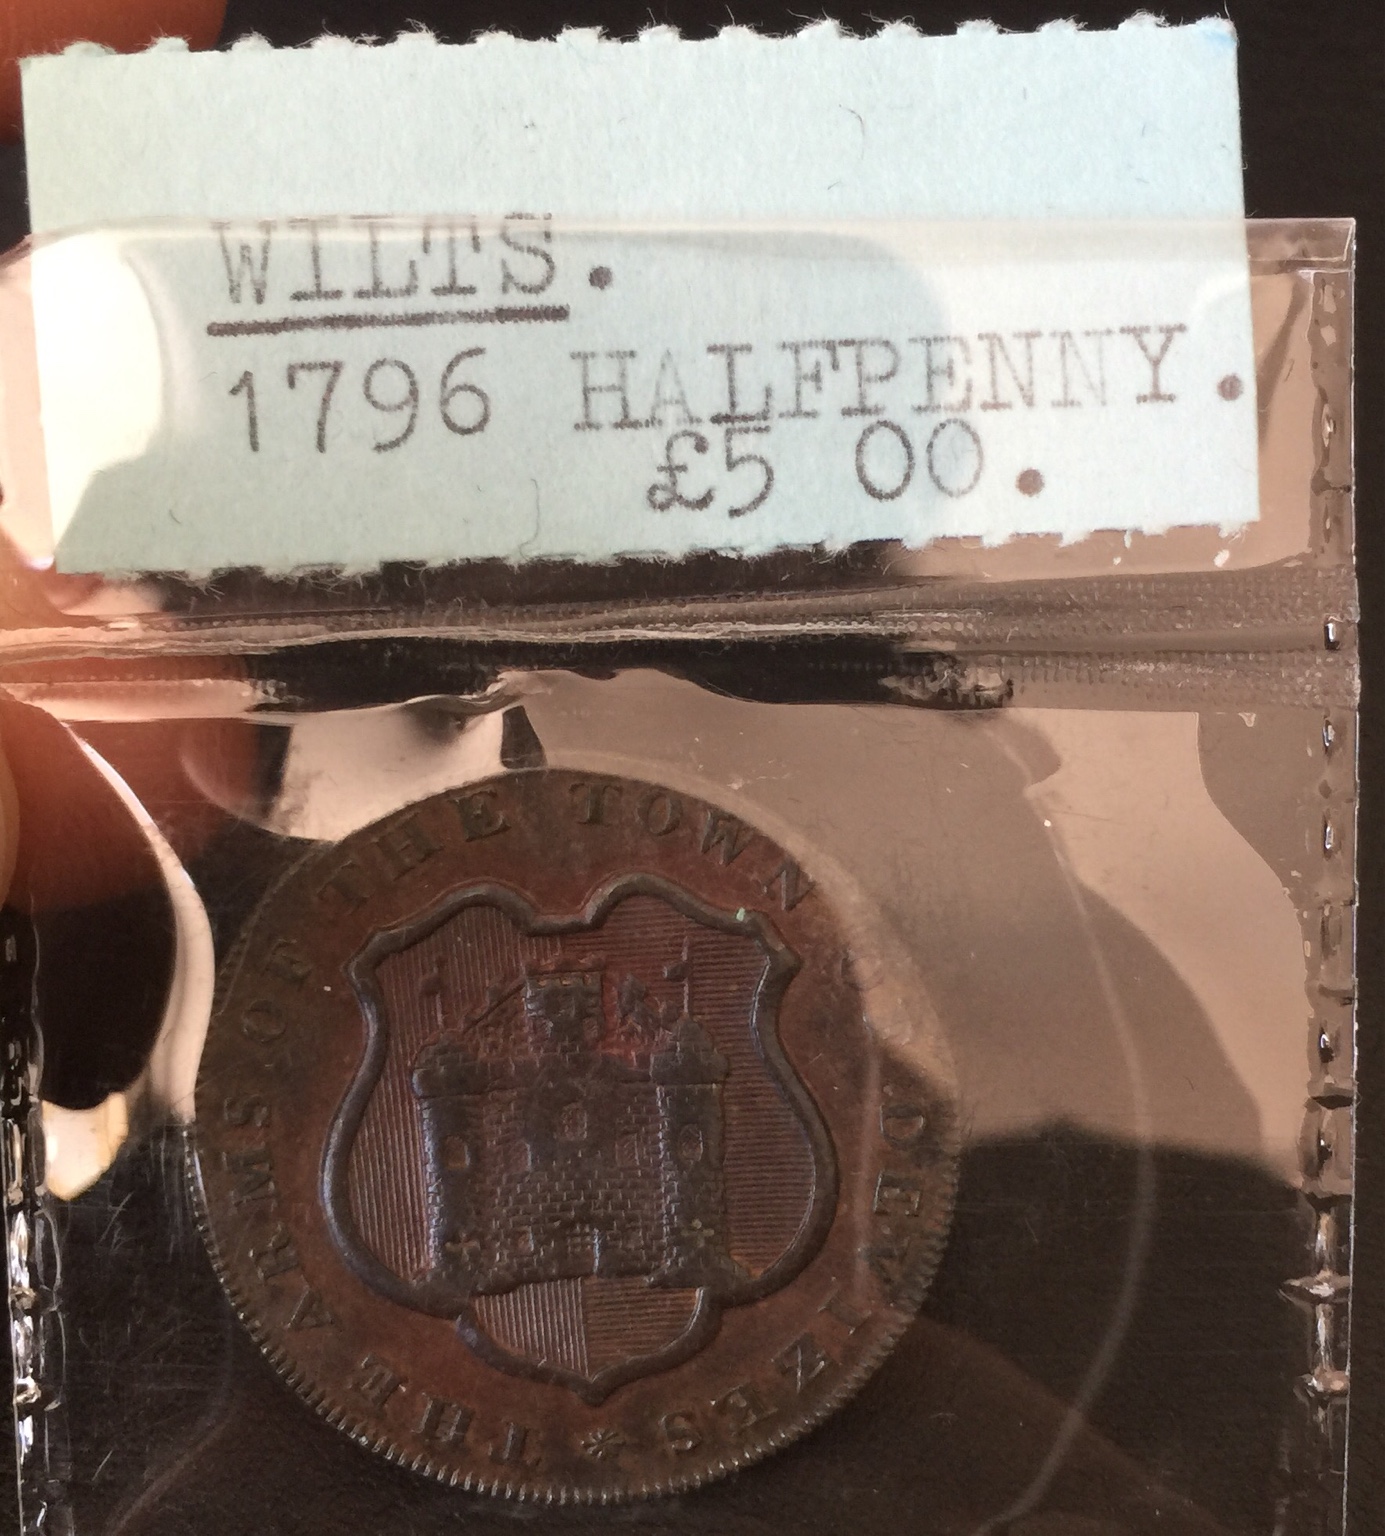 WILTS.
1796 HALFPENNY.
£5 00.
THE ARMS OF THE TOWN OF DEVIZES *